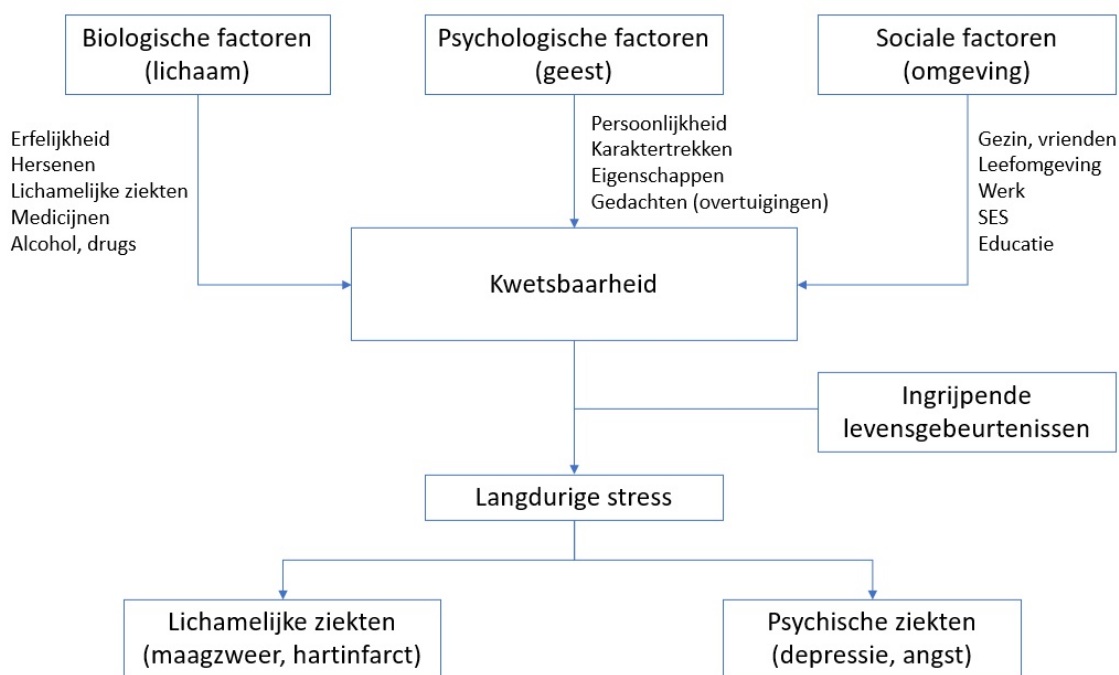 Biologische factoren
(lichaam)
Psychologische factoren
(geest)
Sociale factoren
(omgeving)
Erfelijkheid
Hersenen
Lichamelijke ziekten
Medicijnen
Alcohol, drugs
Persoonlijkheid
Karaktertrekken
Eigenschappen
Gedachten (overtuigingen)
Gezin, vrienden
Leefomgeving
Werk
SES
Educatie
Kwetsbaarheid
Ingrijpende
levensgebeurtenissen
Langdurige stress
Lichamelijke ziekten
(maagzweer, hartinfarct)
Psychische ziekten
(depressie, angst)